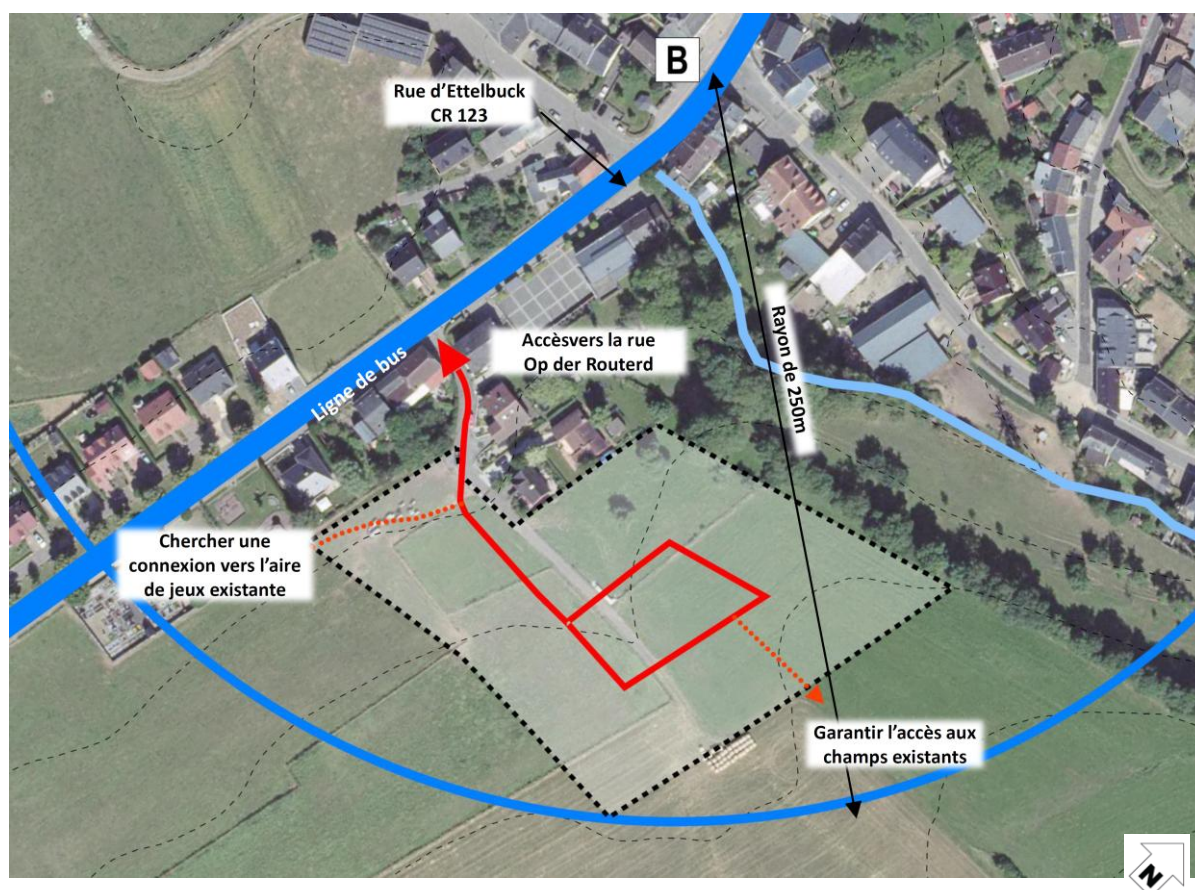 B
Rue d'Ettelbuck
CR 123
Accèsvers la rue
Op der Routerd
Ligne de bus
Rayon de 250m
Chercher une
connexion vers l'aire
de jeux existante
Garantir l'accès aux
champs existants
N